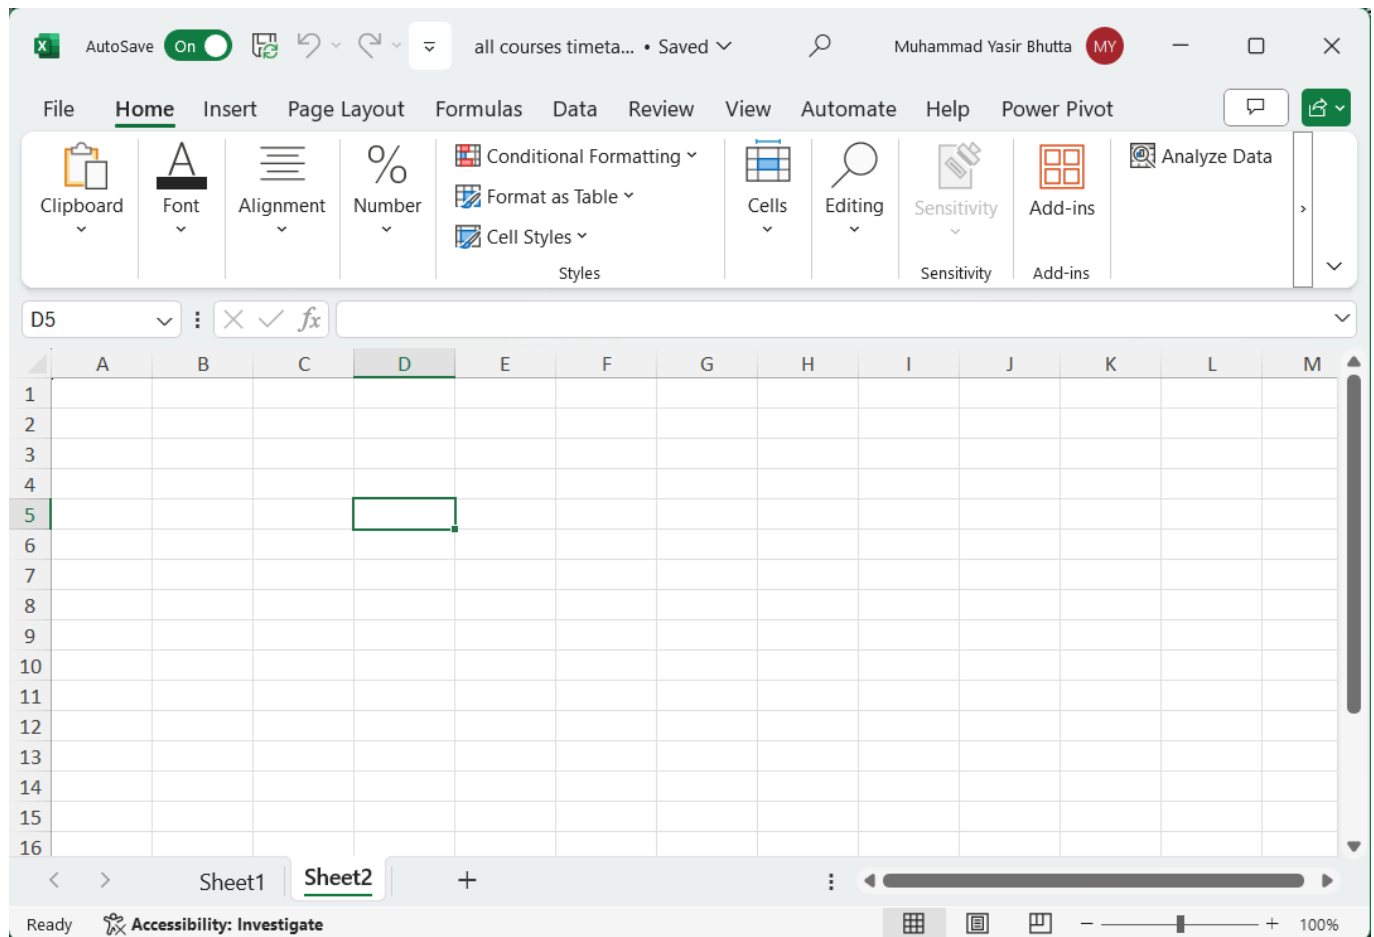 AutoSave On all courses timeta... • Saved Muhammad Yasir Bhutta MY
File Home Insert Page Layout Formulas Data Review View Automate Help Power Pivot
Clipboard Font Alignment Number
Conditional Formatting
Format as Table
Cell Styles
Styles
Cells Editing
Sensitivity
Sensitivity
Add-ins
Add-ins
Analyze Data
D5 fx
A B C D E F G H I J K L M
1
2
3
4
5
6
7
8
9
10
11
12
13
14
15
16
Sheet1 Sheet2 +
Ready Accessibility: Investigate - + 100%